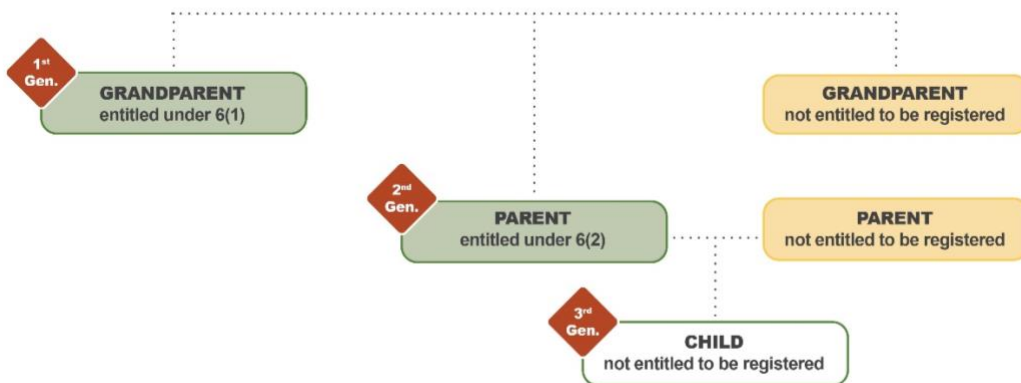 1st
Gen.
GRANDPARENT
entitled under 6(1)
GRANDPARENT
not entitled to be registered
2nd
Gen.
PARENT
entitled under 6(2)
PARENT
not entitled to be registered
3rd
Gen.
CHILD
not entitled to be registered